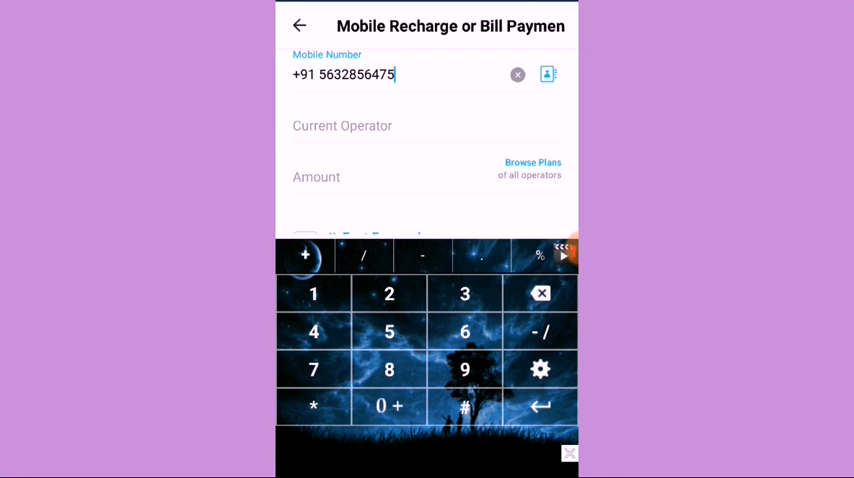 Mobile Recharge or Bill Paymen
Mobile Number
+91 5632856475
Current Operator
Browse Plans
Amount
of all operators
+ / - . %
1 2 3
4 5 6 - /
7 8 9
* 0 + #